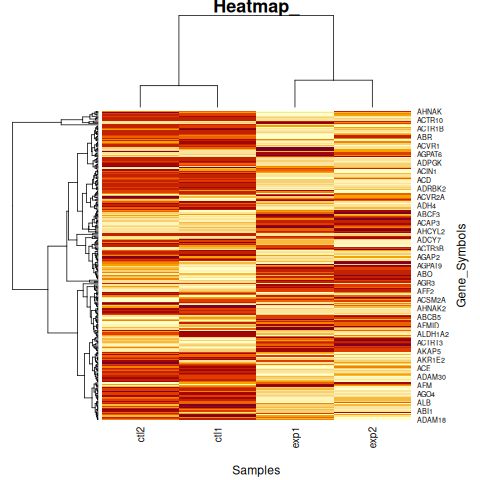 Heatmap_
AHNAK
ACTR10
ACTR1B
ABR
ACVR1
AGPAT6
ADPGK
ACIN1
ACD
ADRBK2
ACVR2A
ADH4
ABCF3
ACAP3
AHCYL2
ADCY7
ACTR3B
AGAP2
AGPAT9
ABO
AGR3
AFF2
ACSM2A
AHNAK2
ABCB5
AFMID
ALDH1A2
ACTRT3
AKAP5
AKR1E2
ACE
ADAM30
AFM
AGO4
ALB
ABI1
ADAM18
Gene_Symbols
ctl2
ctl1
exp1
exp2
Samples